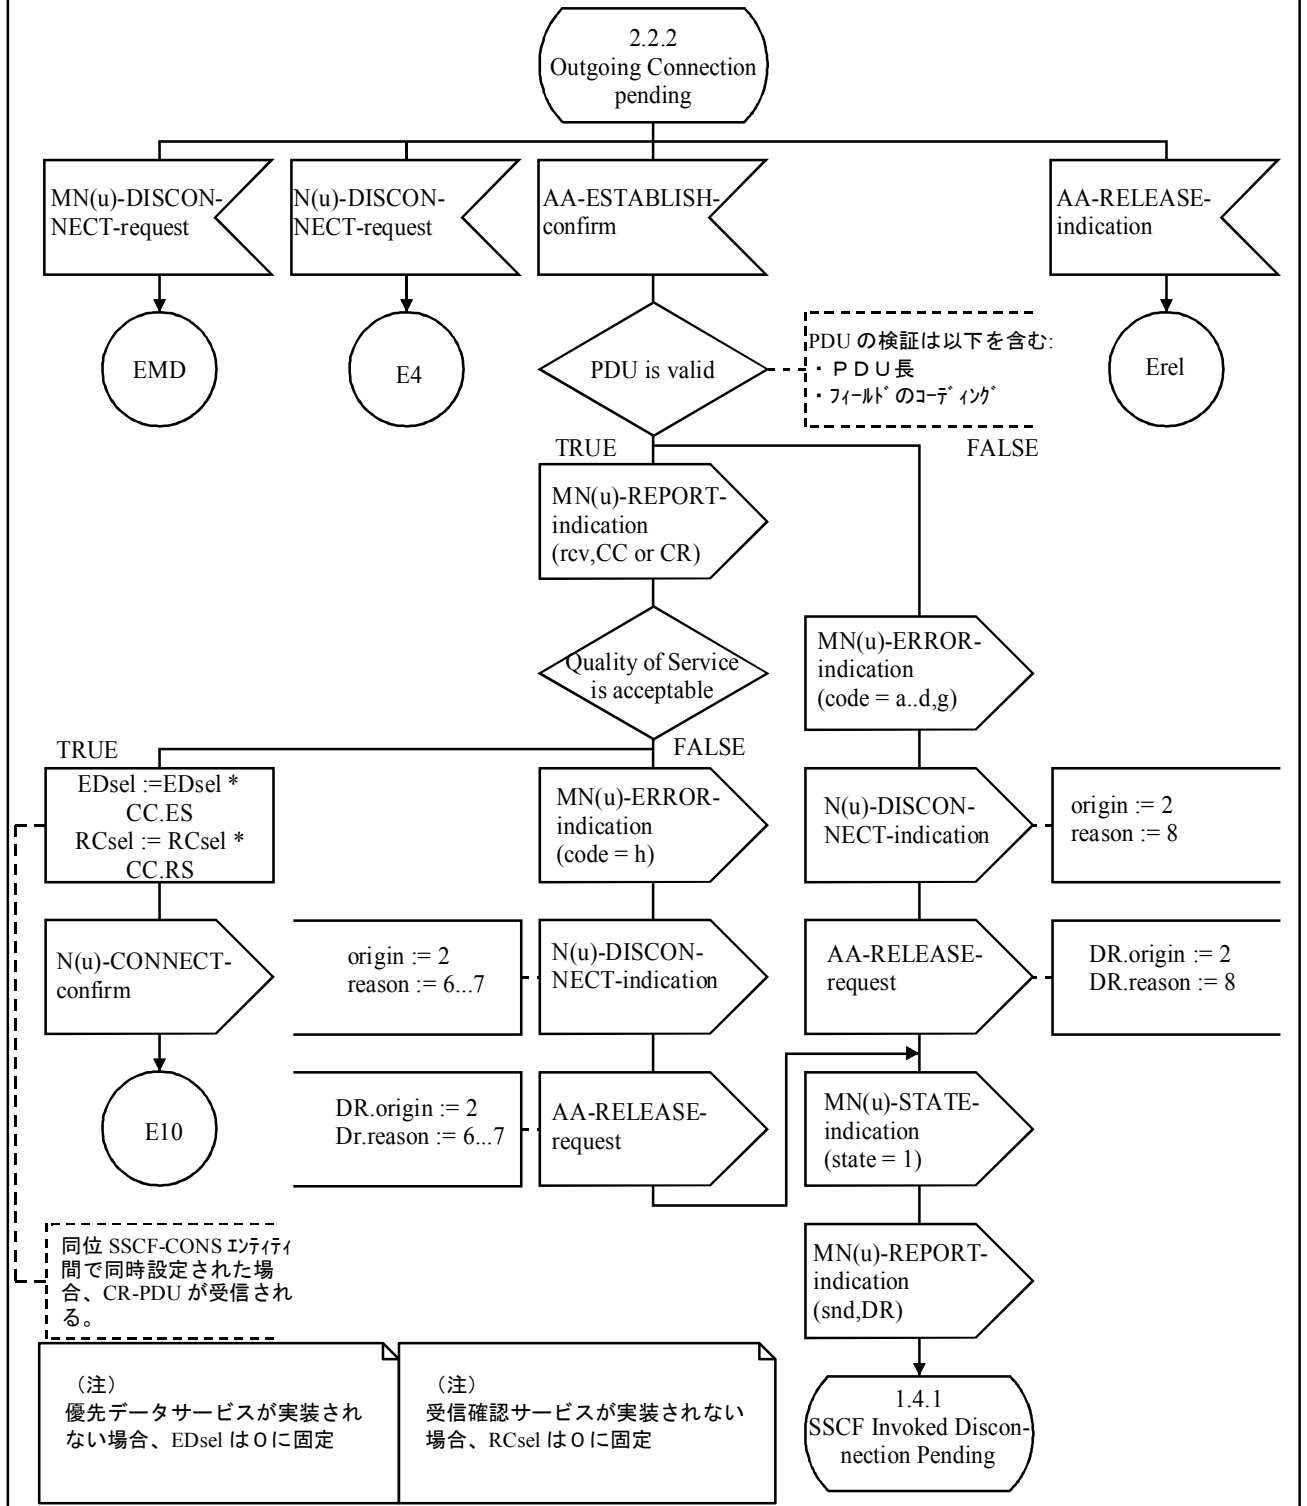 2.2.2
Outgoing Connection
pending
MN(u)-DISCON-
NECT-request
N(u)-DISCON-
NECT-request
AA-ESTABLISH-
confirm
AA-RELEASE-
indication
EMD
E4
PDU is valid
PDU の検証は以下を含む:
・ＰＤＵ長
・ﾌｨｰﾙﾄﾞのｺｰﾃﾞｨﾝｸﾞ
Erel
TRUE
FALSE
MN(u)-REPORT-
indication
(rcv,CC or CR)
Quality of Service
is acceptable
MN(u)-ERROR-
indication
(code = a..d,g)
TRUE
FALSE
EDsel :=EDsel *
CC.ES
RCsel := RCsel *
CC.RS
MN(u)-ERROR-
indication
(code = h)
N(u)-DISCON-
NECT-indication
origin := 2
reason := 8
N(u)-CONNECT-
confirm
origin := 2
reason := 6...7
N(u)-DISCON-
NECT-indication
AA-RELEASE-
request
DR.origin := 2
DR.reason := 8
E10
DR.origin := 2
Dr.reason := 6...7
AA-RELEASE-
request
MN(u)-STATE-
indication
(state = 1)
同位 SSCF-CONS ｴﾝﾃｨﾃｨ
間で同時設定された場
合、CR-PDU が受信され
る。
MN(u)-REPORT-
indication
(snd,DR)
（注）
優先データサービスが実装され
ない場合、EDsel は０に固定
（注）
受信確認サービスが実装されない
場合、RCsel は０に固定
1.4.1
SSCF Invoked Discon-
nection Pending